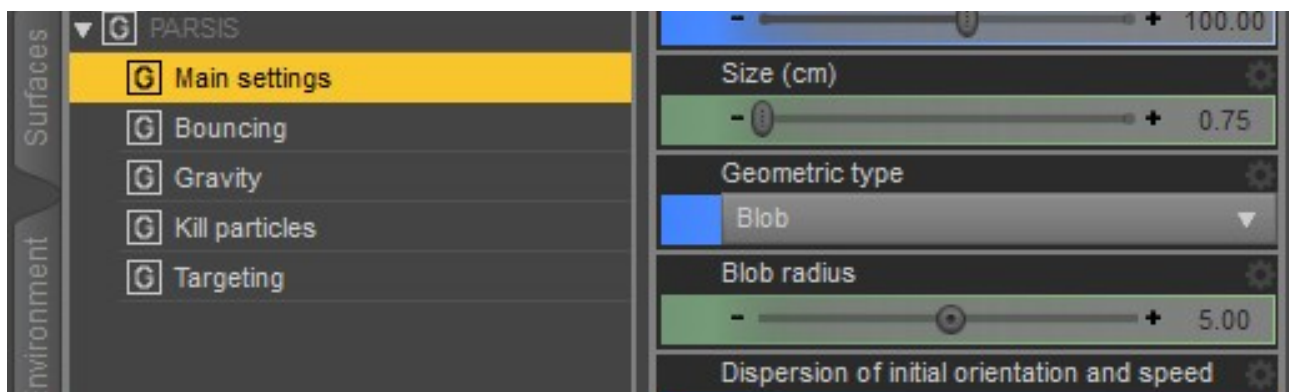 Surfaces
Environment
G PARSIS
G Main settings
G Bouncing
G Gravity
G Kill particles
G Targeting
- + 100.00
Size (cm)
- + 0.75
Geometric type
Blob
Blob radius
- + 5.00
Dispersion of initial orientation and speed